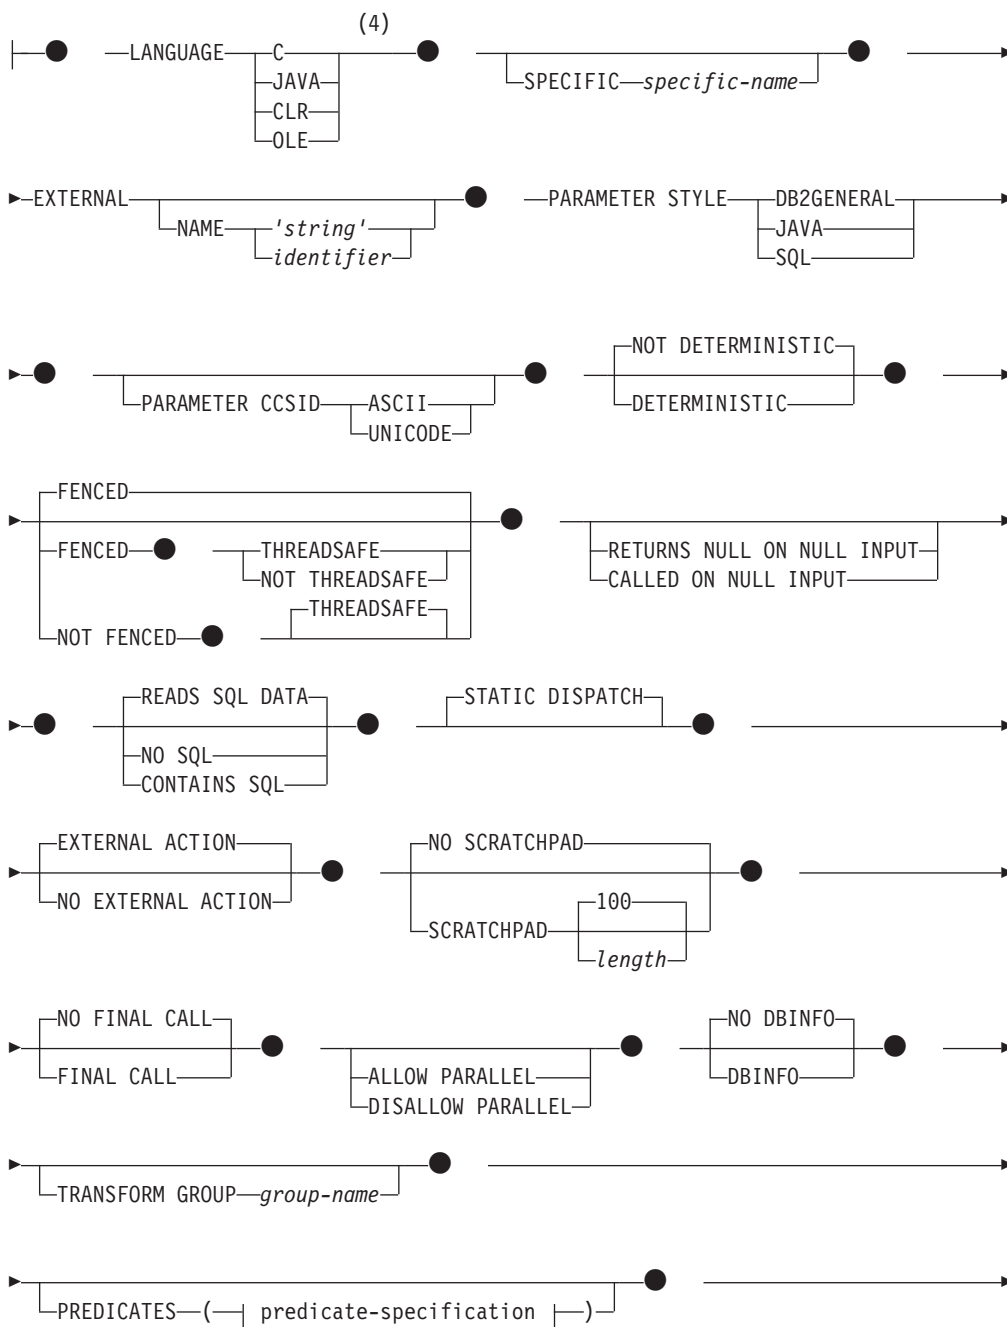 (4)
LANGUAGE C SPECIFIC specific-name
JAVA
CLR
OLE
EXTERNAL NAME 'string' PARAMETER STYLE DB2GENERAL
identifier JAVA
SQL
NOT DETERMINISTIC
PARAMETER CCSID ASCII DETERMINISTIC
UNICODE
FENCED
FENCED THREADSAFE RETURNS NULL ON NULL INPUT
NOT THREADSAFE CALLED ON NULL INPUT
THREADSAFE
NOT FENCED
READS SQL DATA STATIC DISPATCH
NO SQL
CONTAINS SQL
EXTERNAL ACTION NO SCRATCHPAD
NO EXTERNAL ACTION 100
SCRATCHPAD
length
NO FINAL CALL NO DBINFO
FINAL CALL ALLOW PARALLEL DBINFO
DISALLOW PARALLEL
TRANSFORM GROUP group-name
PREDICATES ( predicate-specification )